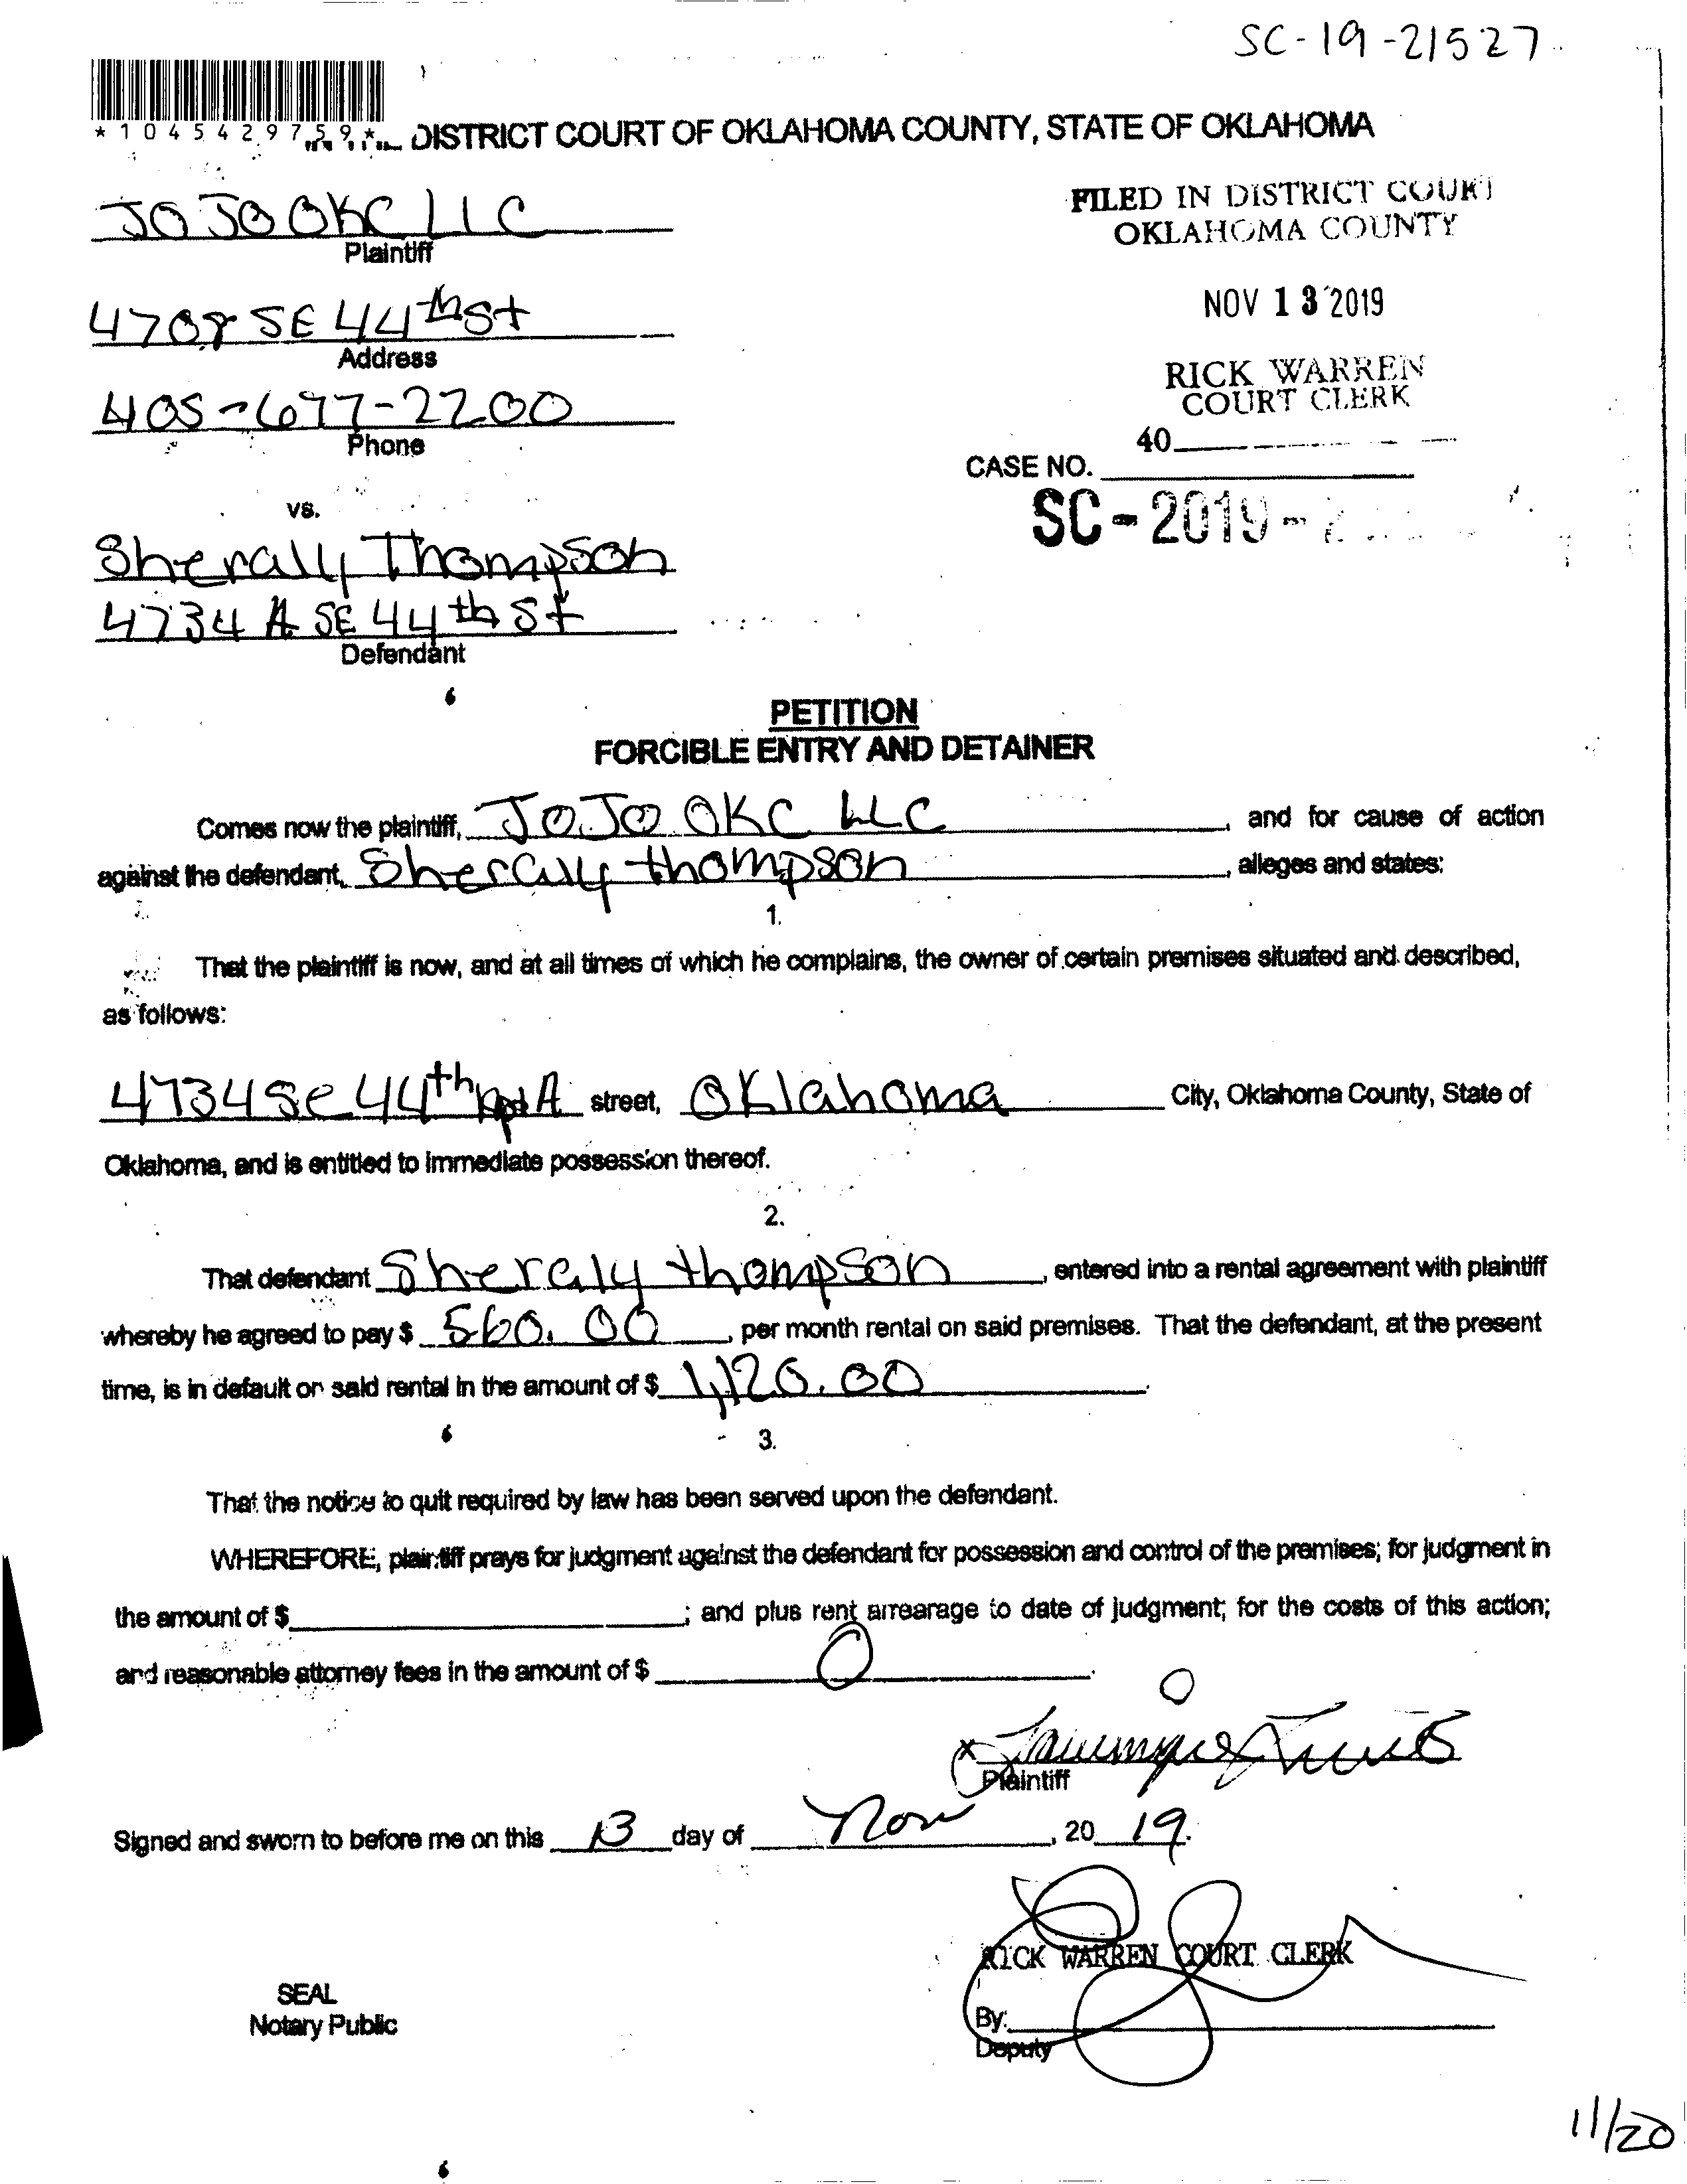 SC-19-21527
*1045429759* DISTRICT COURT OF OKLAHOMA COUNTY, STATE OF OKLAHOMA
JOJO OKC LLC
Plaintiff
FILED IN DISTRICT COURT
OKLAHOMA COUNTY
4708 SE 44th St
Address
NOV 13 2019
405-677-2200
Phone
RICK WARREN
COURT CLERK
40
CASE NO.
SC-2019-2
vs.
Sherally Thompson
4734 A SE 44th St
Defendant
PETITION
FORCIBLE ENTRY AND DETAINER
Comes now the plaintiff, JOJO OKC LLC, and for cause of action
against the defendant, Sheraly thompson, alleges and states:
1.
That the plaintiff is now, and at all times of which he complains, the owner of certain premises situated and described,
as follows:
4734 Se 44th Apt A street, Oklahoma City, Oklahoma County, State of
Oklahoma, and is entitled to immediate possession thereof.
2.
That defendant Sheraly thompson, entered into a rental agreement with plaintiff
whereby he agreed to pay $ 560.00, per month rental on said premises. That the defendant, at the present
time, is in default on said rental in the amount of $ 1,120.00.
3.
That the notice to quit required by law has been served upon the defendant.
WHEREFORE, plaintiff prays for judgment against the defendant for possession and control of the premises; for judgment in
the amount of $ ; and plus rent arrearage to date of judgment; for the costs of this action;
and reasonable attorney fees in the amount of $ 0.
x
Plaintiff
Signed and sworn to before me on this 13 day of Nov, 2019.
RICK WARREN COURT CLERK
SEAL
Notary Public
By:
Deputy
11/20